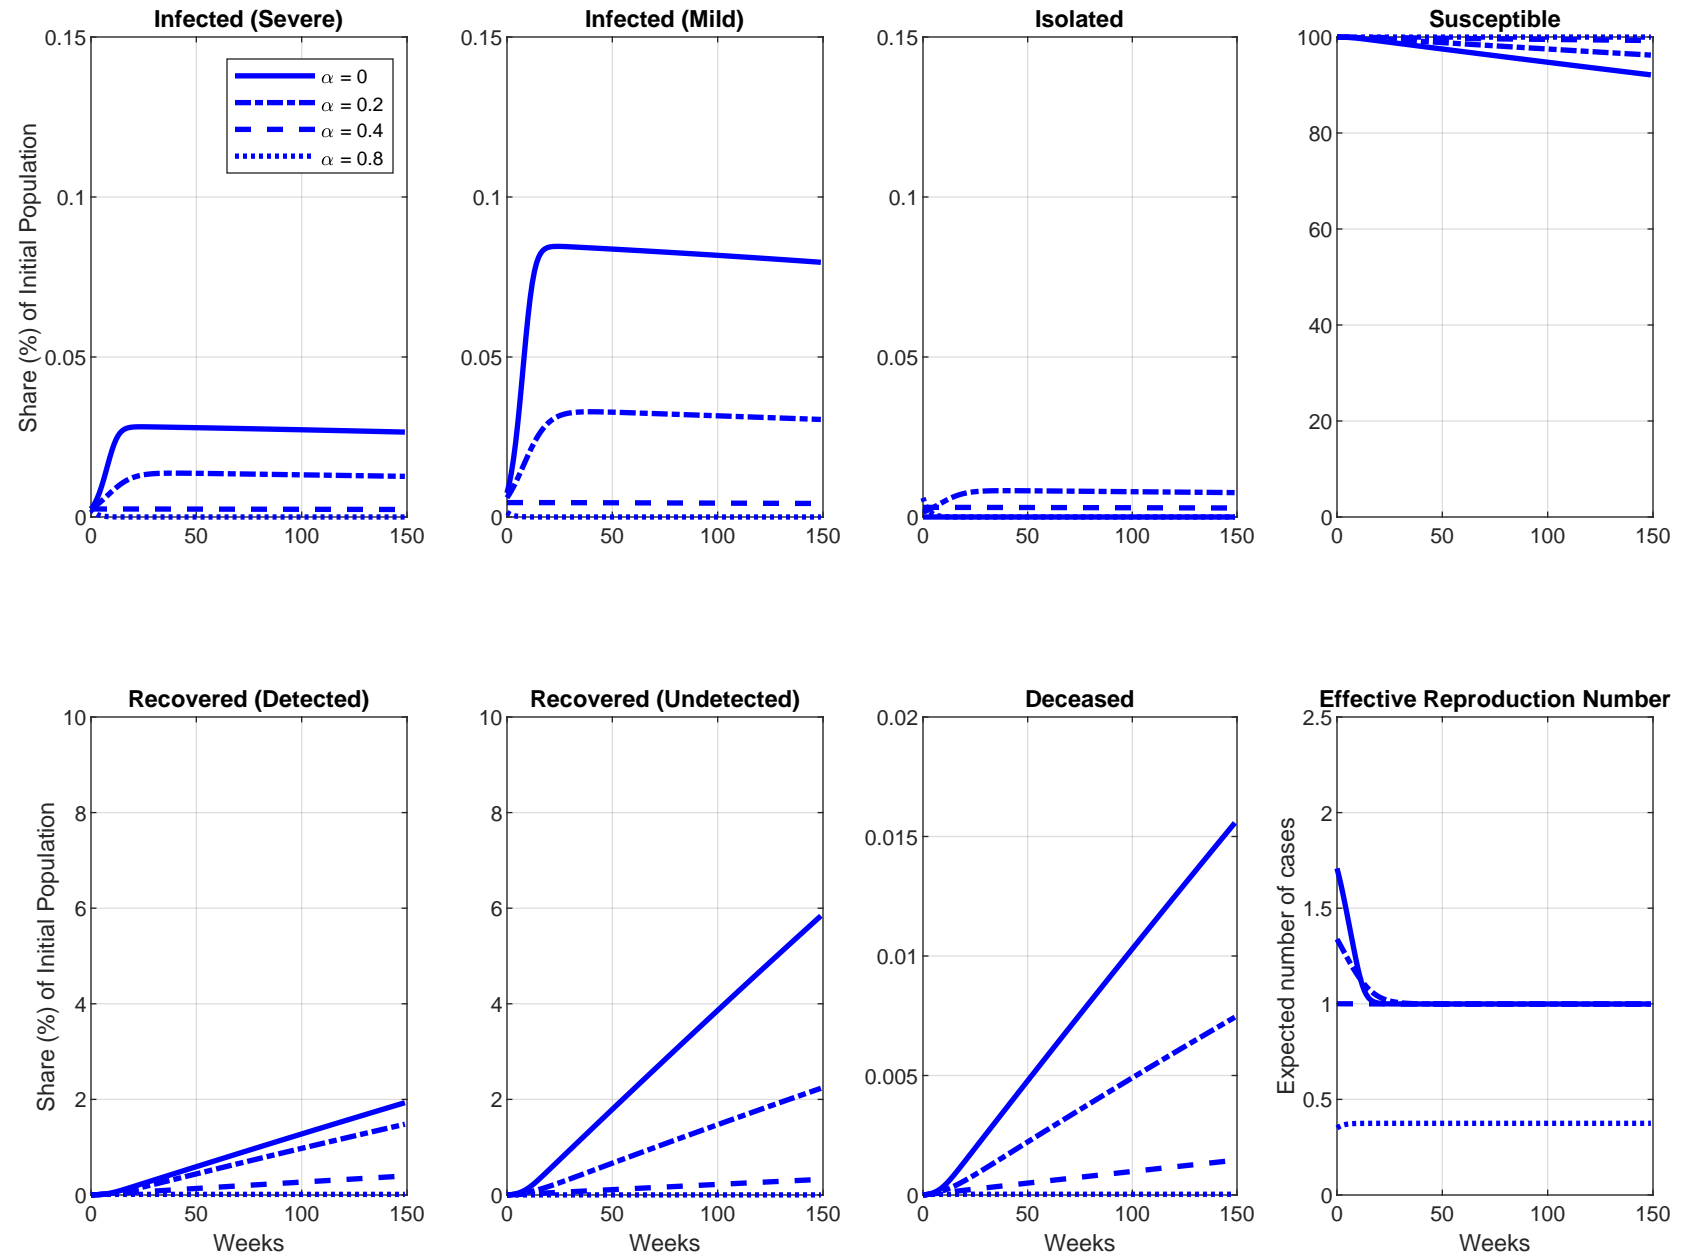 Infected (Severe)
Infected (Mild)
Isolated
Susceptible
Share (%) of Initial Population
0.15
0.1
0.05
0
0 50 100 150
α = 0
α = 0.2
α = 0.4
α = 0.8
0.15
0.1
0.05
0
0 50 100 150
0.15
0.1
0.05
0
0 50 100 150
100
80
60
40
20
0
0 50 100 150
Recovered (Detected)
Recovered (Undetected)
Deceased
Effective Reproduction Number
Share (%) of Initial Population
10
8
6
4
2
0
0 50 100 150
Weeks
10
8
6
4
2
0
0 50 100 150
Weeks
0.02
0.015
0.01
0.005
0
0 50 100 150
Weeks
Expected number of cases
2.5
2
1.5
1
0.5
0
0 50 100 150
Weeks